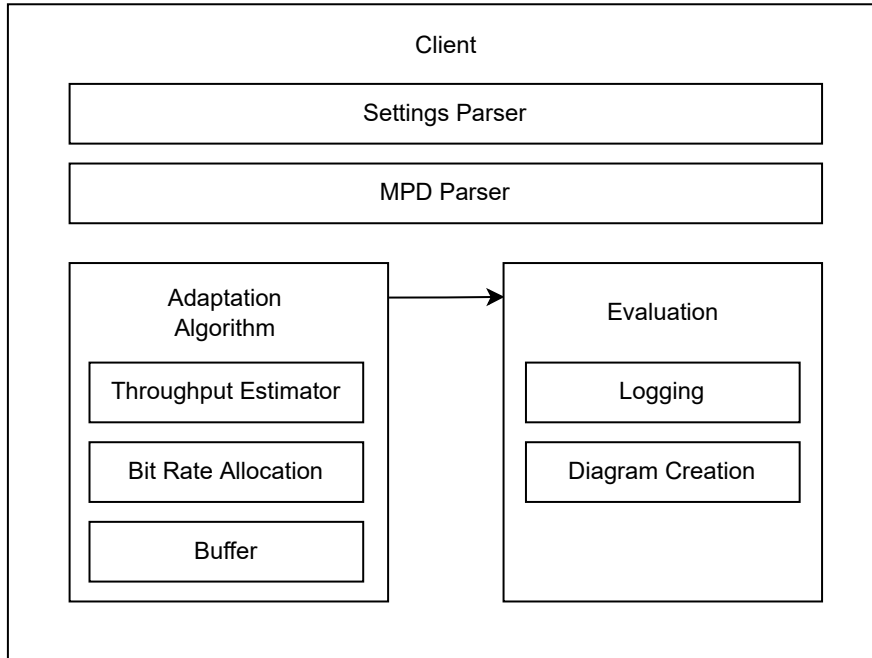 Client
Settings Parser
MPD Parser
Adaptation
Algorithm
Throughput Estimator
Bit Rate Allocation
Buffer
Evaluation
Logging
Diagram Creation